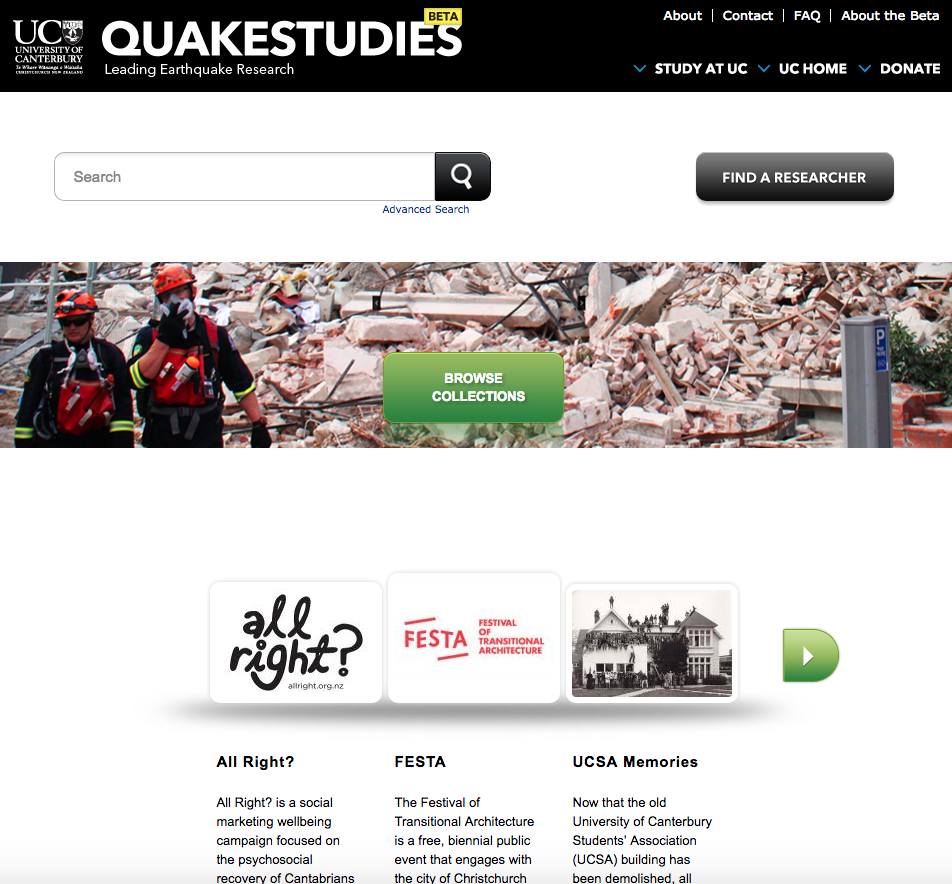 UC
UNIVERSITY OF
CANTERBURY
Te Whare Wānanga o Waitaha
CHRISTCHURCH NEW ZEALAND
BETA
QUAKESTUDIES
Leading Earthquake Research
About | Contact | FAQ | About the Beta
STUDY AT UC UC HOME DONATE
Search
Advanced Search
FIND A RESEARCHER
P
BROWSE
COLLECTIONS
all
right?
allright.org.nz
FESTA
FESTIVAL
OF
TRANSITIONAL
ARCHITECTURE
All Right?
All Right? is a social
marketing wellbeing
campaign focused on
the psychosocial
recovery of Cantabrians
FESTA
The Festival of
Transitional Architecture
is a free, biennial public
event that engages with
the city of Christchurch
UCSA Memories
Now that the old
University of Canterbury
Students’ Association
(UCSA) building has
been demolished, all